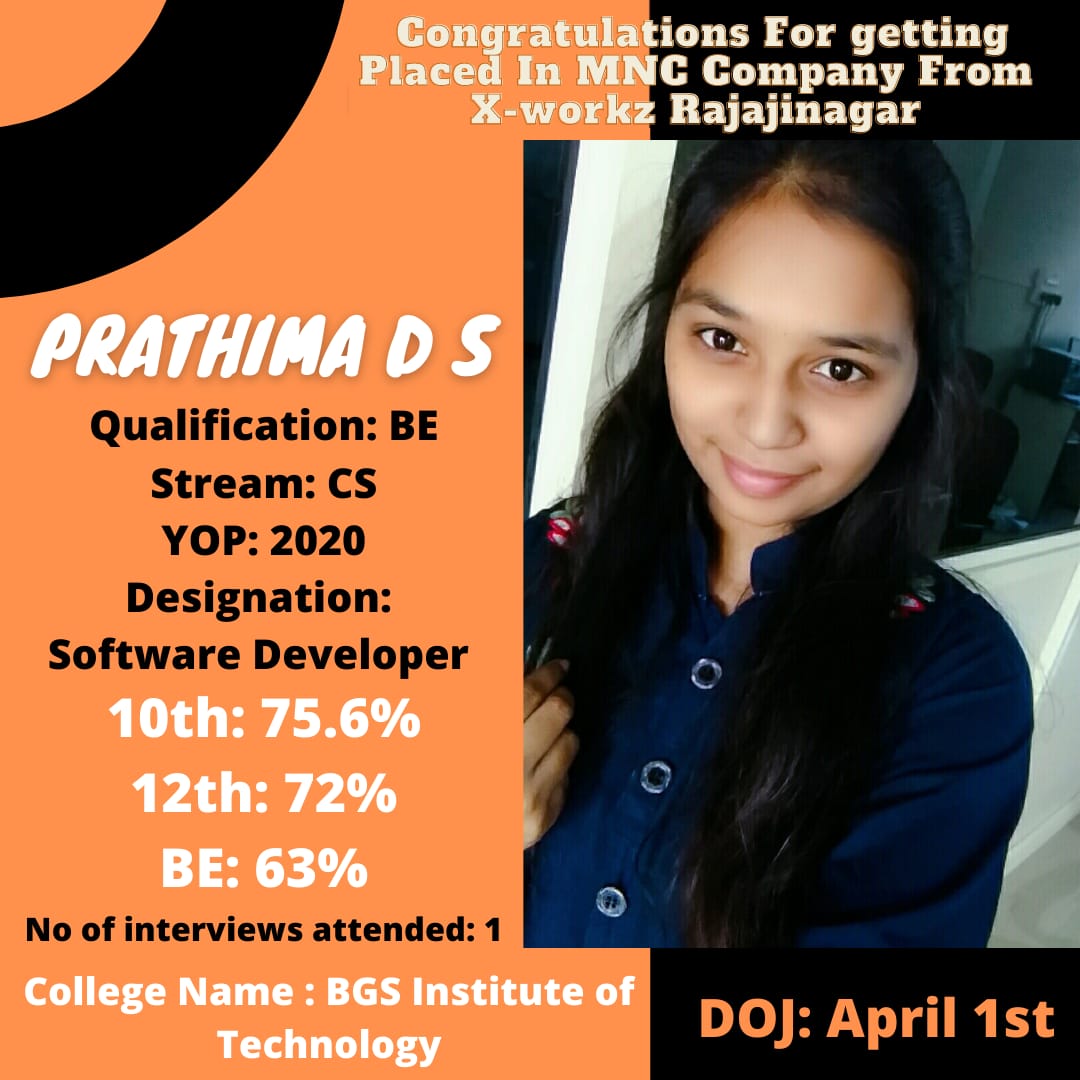 Congratulations For getting
Placed In MNC Company From
X-workz Rajajinagar
PRATHIMA D S
Qualification: BE
Stream: CS
YOP: 2020
Designation:
Software Developer
10th: 75.6%
12th: 72%
BE: 63%
No of interviews attended: 1
College Name : BGS Institute of
Technology
DOJ: April 1st